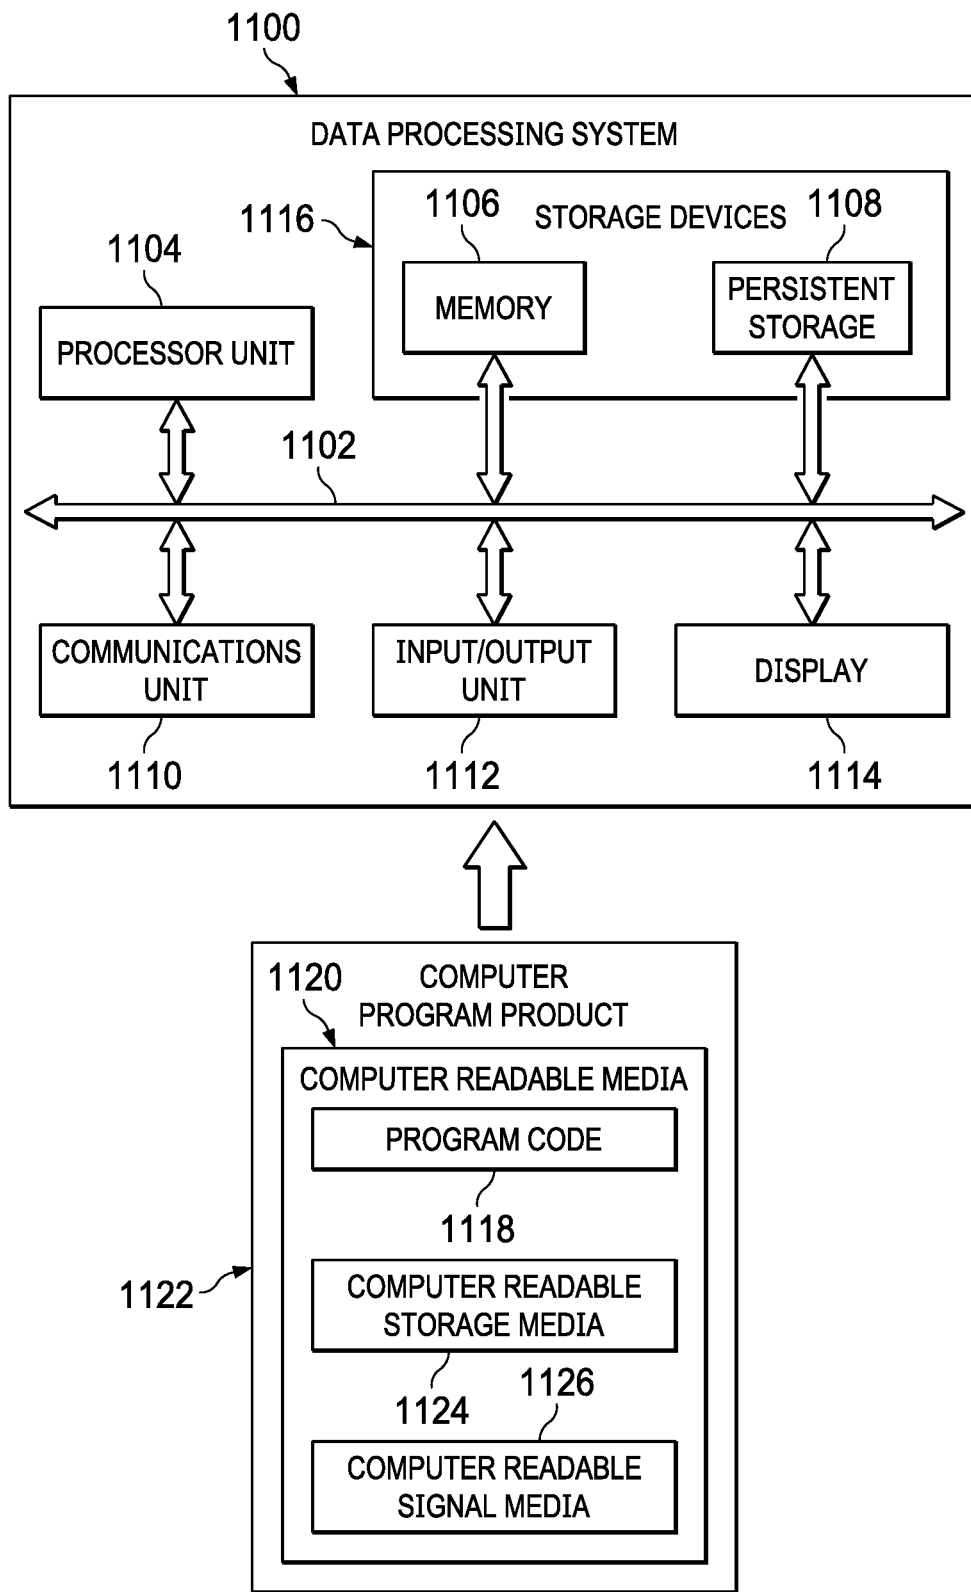 1100
DATA PROCESSING SYSTEM
1116
1106
STORAGE DEVICES
1108
1104
MEMORY
PERSISTENT
STORAGE
PROCESSOR UNIT
1102
COMMUNICATIONS
UNIT
INPUT/OUTPUT
UNIT
DISPLAY
1110
1112
1114
COMPUTER
PROGRAM PRODUCT
1120
COMPUTER READABLE MEDIA
PROGRAM CODE
1118
1122
COMPUTER READABLE
STORAGE MEDIA
1124
1126
COMPUTER READABLE
SIGNAL MEDIA